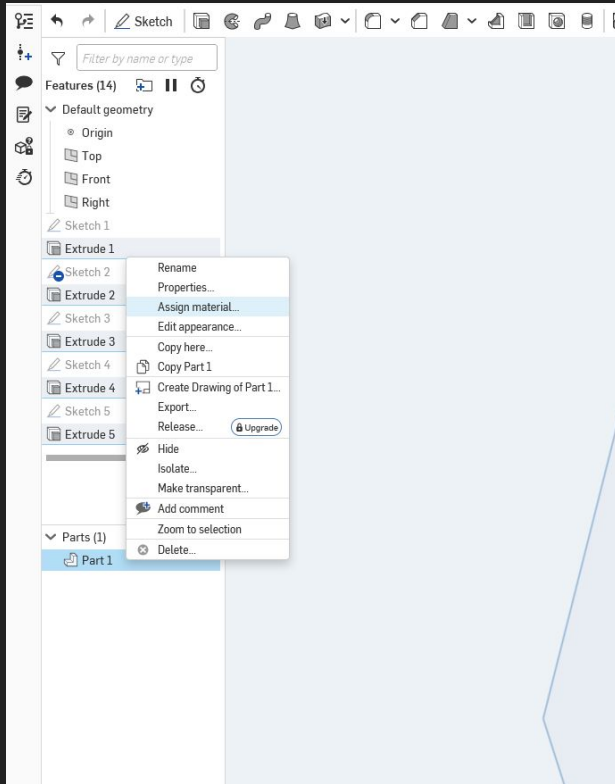 Sketch
Filter by name or type
Features (14)
Default geometry
Origin
Top
Front
Right
Sketch 1
Extrude 1
Sketch 2
Extrude 2
Sketch 3
Extrude 3
Sketch 4
Extrude 4
Sketch 5
Extrude 5
Rename
Properties...
Assign material...
Edit appearance...
Copy here...
Copy Part 1
Create Drawing of Part 1...
Export...
Release... Upgrade
Hide
Isolate...
Make transparent...
Add comment
Zoom to selection
Delete...
Parts (1)
Part 1